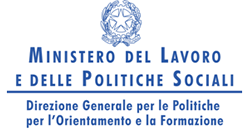 MINISTERO DEL LAVORO
E DELLE POLITICHE SOCIALI
Direzione Generale per le Politiche
per l'Orientamento e la Formazione